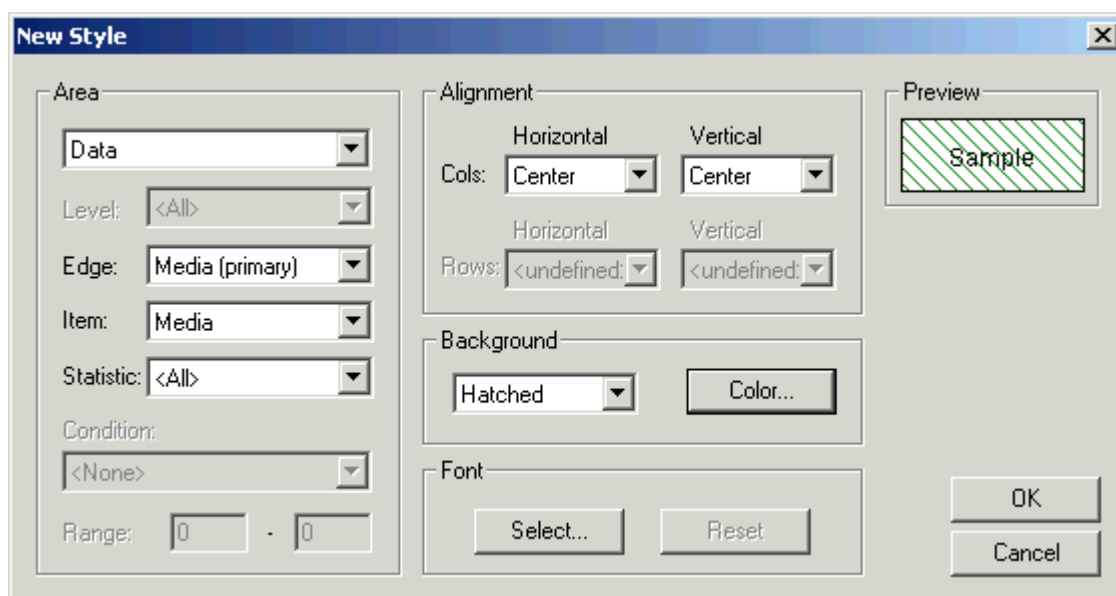 New Style
Area
Data
Level: <All>
Edge: Media (primary)
Item: Media
Statistic: <All>
Condition:
<None>
Range: 0 - 0
Alignment
Horizontal Vertical
Cols: Center Center
Horizontal Vertical
Rows: <undefined: <undefined:
Background
Hatched Color...
Font
Select... Reset
Preview
Sample
OK
Cancel